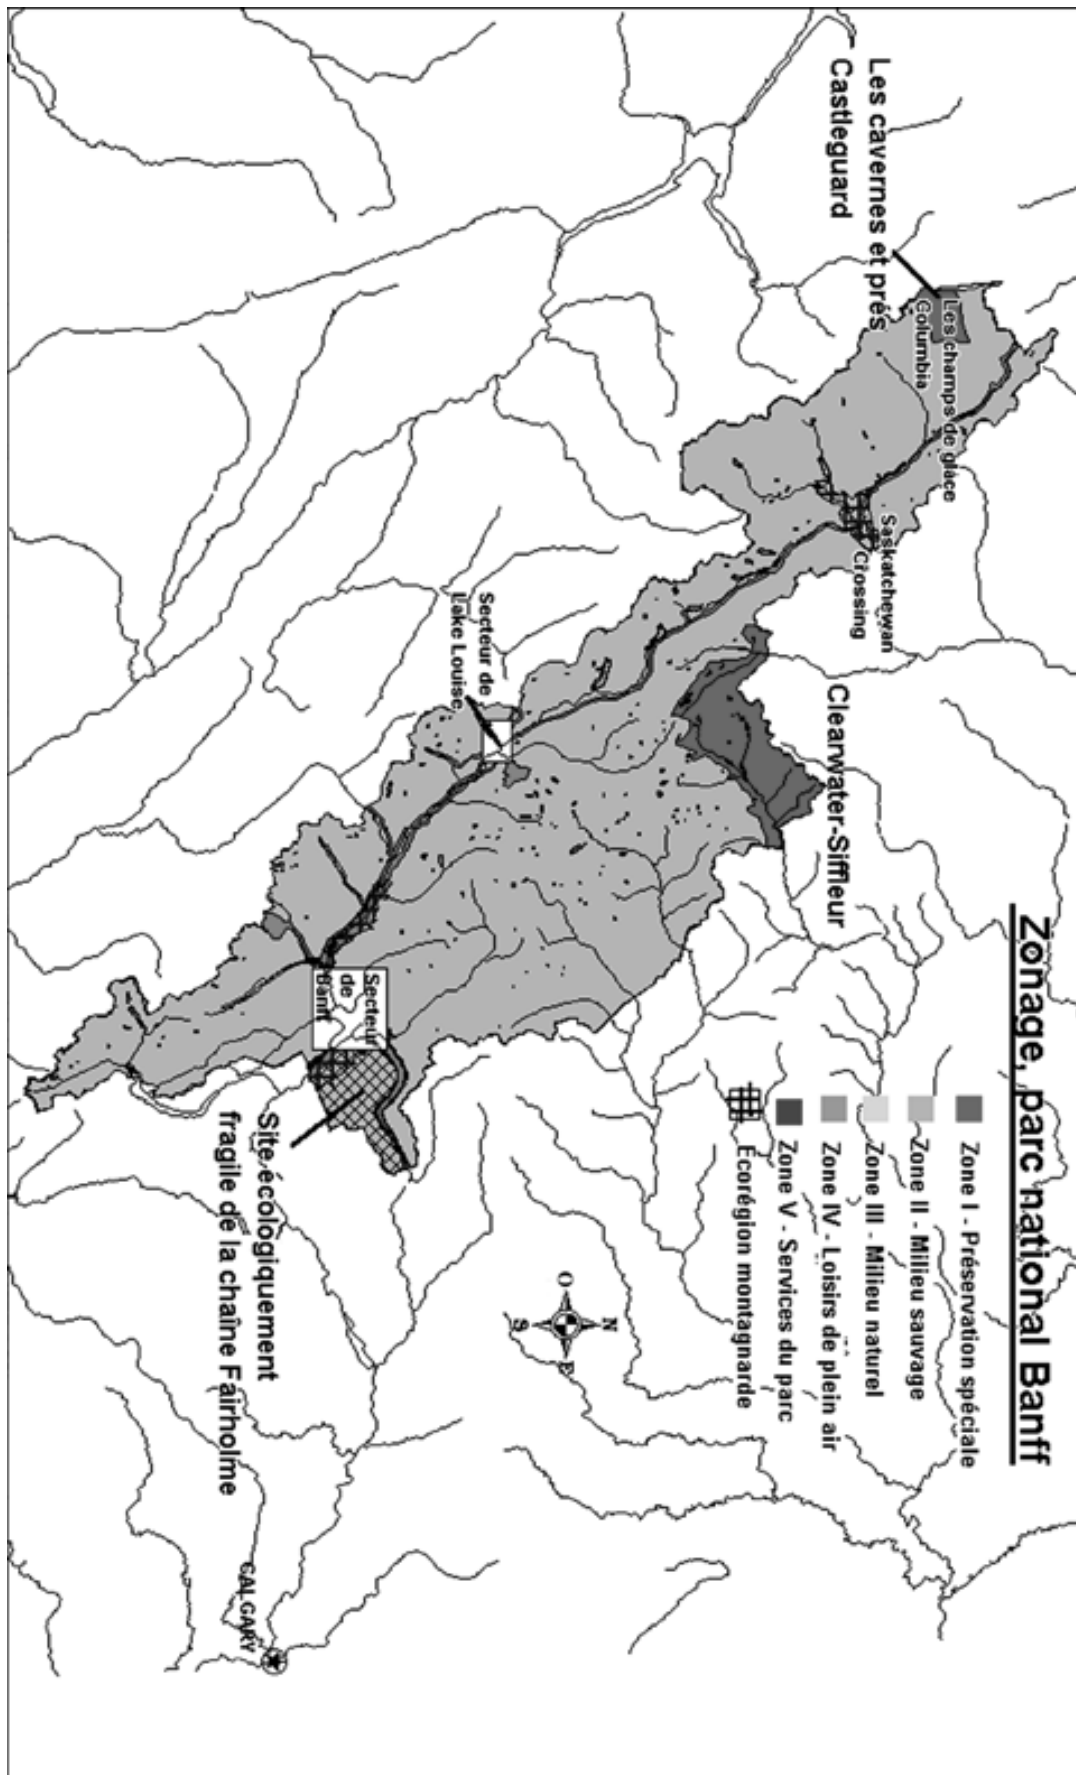 Zonage, parc national Banff
Zone I - Préservation spéciale
Zone II - Milieu sauvage
Zone III - Milieu naturel
Zone IV - Loisirs de plein air
Zone V - Services du parc
Écorégion montagnarde
Les cavernes et prés
Castleguard
Les champs de glace
Columbia
Saskatchewan
Crossing
Clearwater-Siffleur
Secteur de
Lake Louise
Secteur
de
Banff
Site écologiquement
fragile de la chaîne Fairholme
N
O
E
S
CALGARY